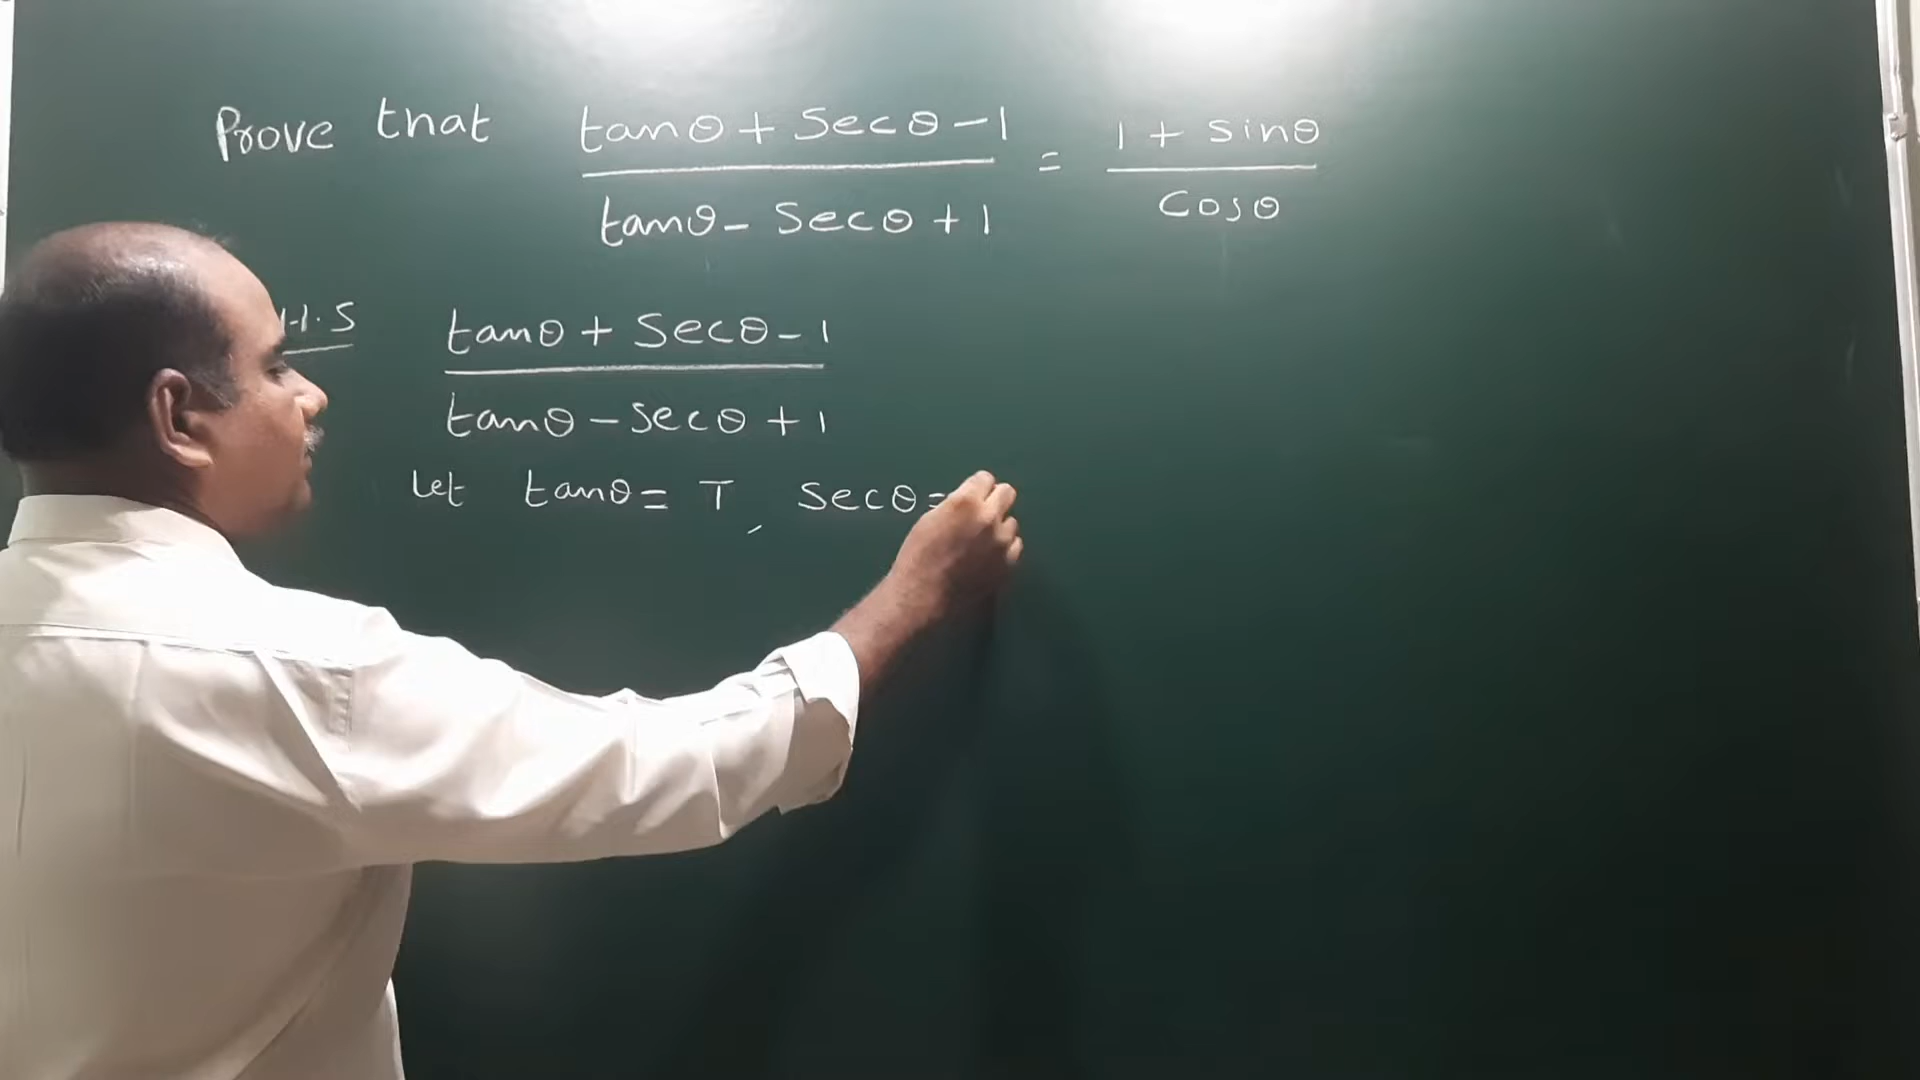 Prove that tanθ + Secθ - 1 / tanθ - Secθ + 1 = 1 + sinθ / Cosθ
H.S
tanθ + Secθ - 1
tanθ - secθ + 1
Let tanθ = T, Secθ =